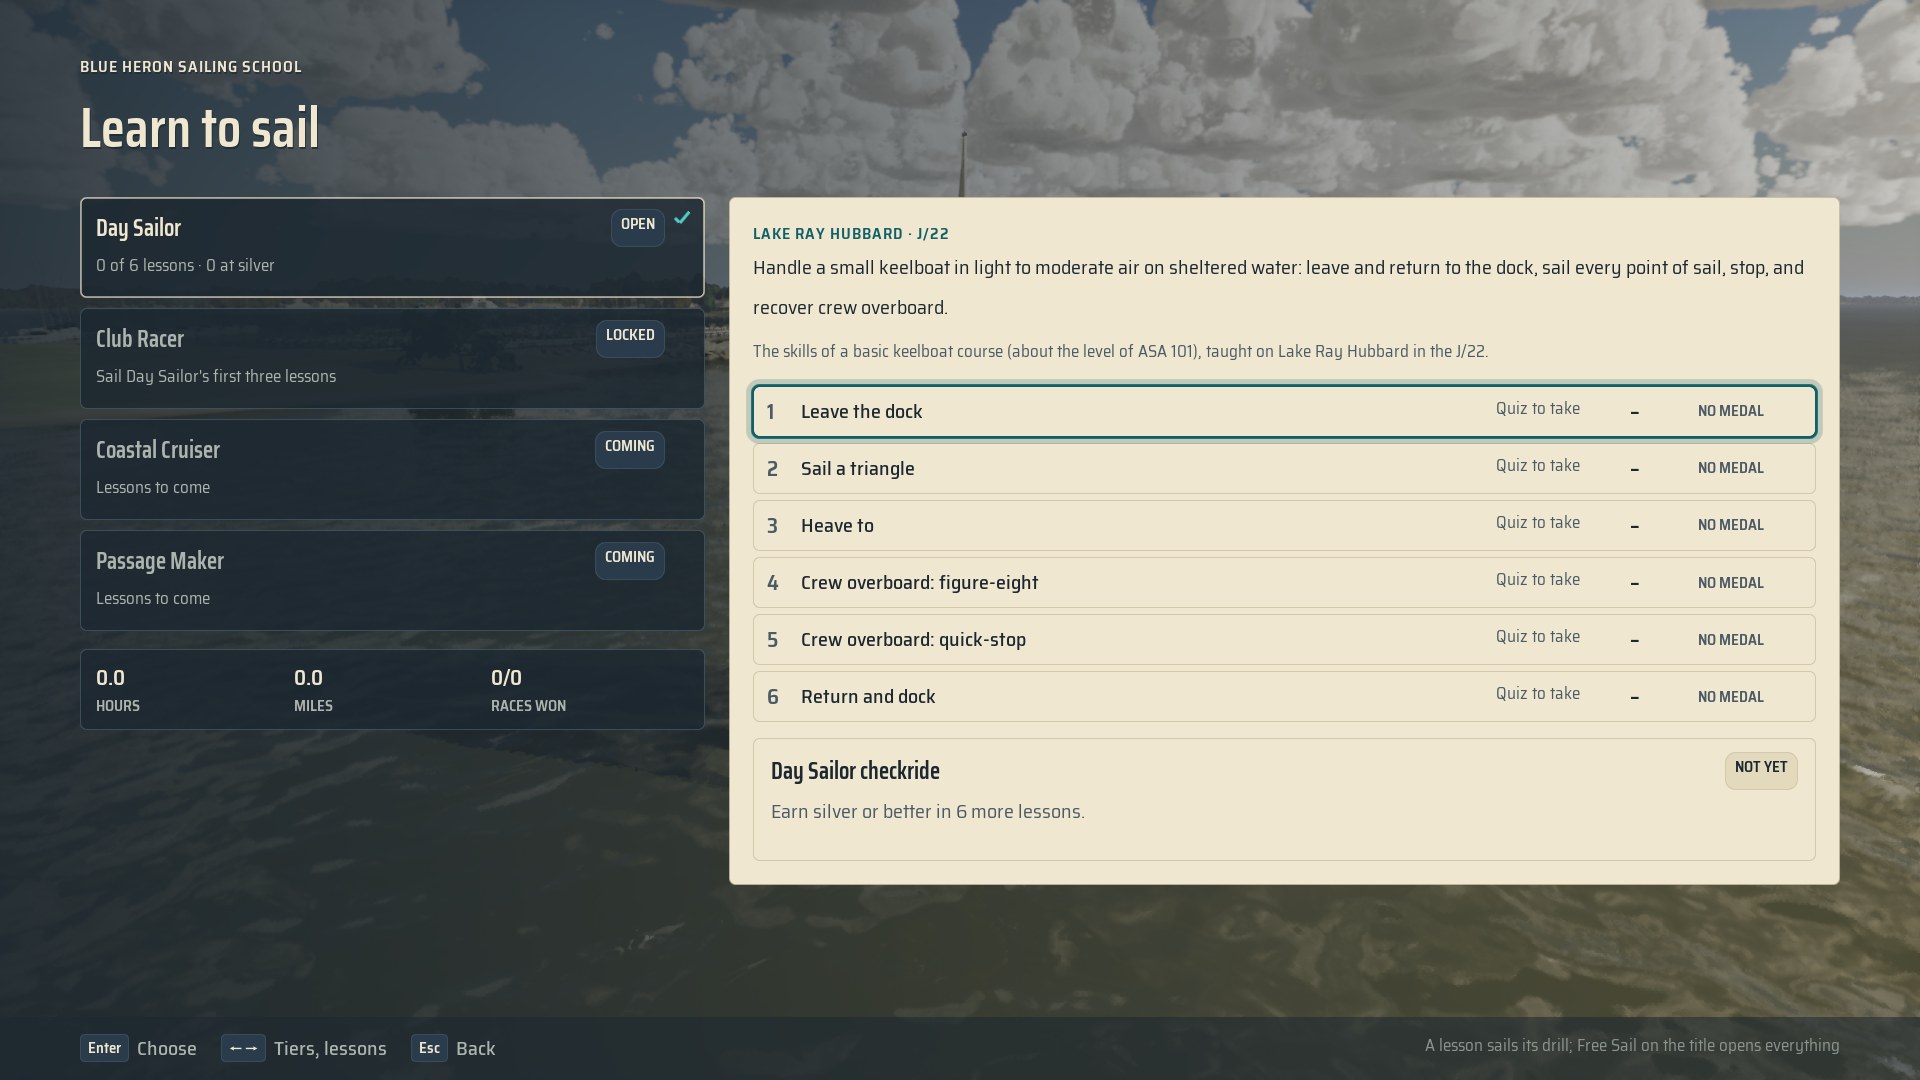 BLUE HERON SAILING SCHOOL
Learn to sail
Day Sailor OPEN
0 of 6 lessons · 0 at silver
Club Racer LOCKED
Sail Day Sailor's first three lessons
Coastal Cruiser COMING
Lessons to come
Passage Maker COMING
Lessons to come
0.0 0.0 0/0
HOURS MILES RACES WON
LAKE RAY HUBBARD · J/22
Handle a small keelboat in light to moderate air on sheltered water: leave and return to the dock, sail every point of sail, stop, and
recover crew overboard.
The skills of a basic keelboat course (about the level of ASA 101), taught on Lake Ray Hubbard in the J/22.
1 Leave the dock Quiz to take – NO MEDAL
2 Sail a triangle Quiz to take – NO MEDAL
3 Heave to Quiz to take – NO MEDAL
4 Crew overboard: figure-eight Quiz to take – NO MEDAL
5 Crew overboard: quick-stop Quiz to take – NO MEDAL
6 Return and dock Quiz to take – NO MEDAL
Day Sailor checkride NOT YET
Earn silver or better in 6 more lessons.
Enter Choose ←→ Tiers, lessons Esc Back
A lesson sails its drill; Free Sail on the title opens everything